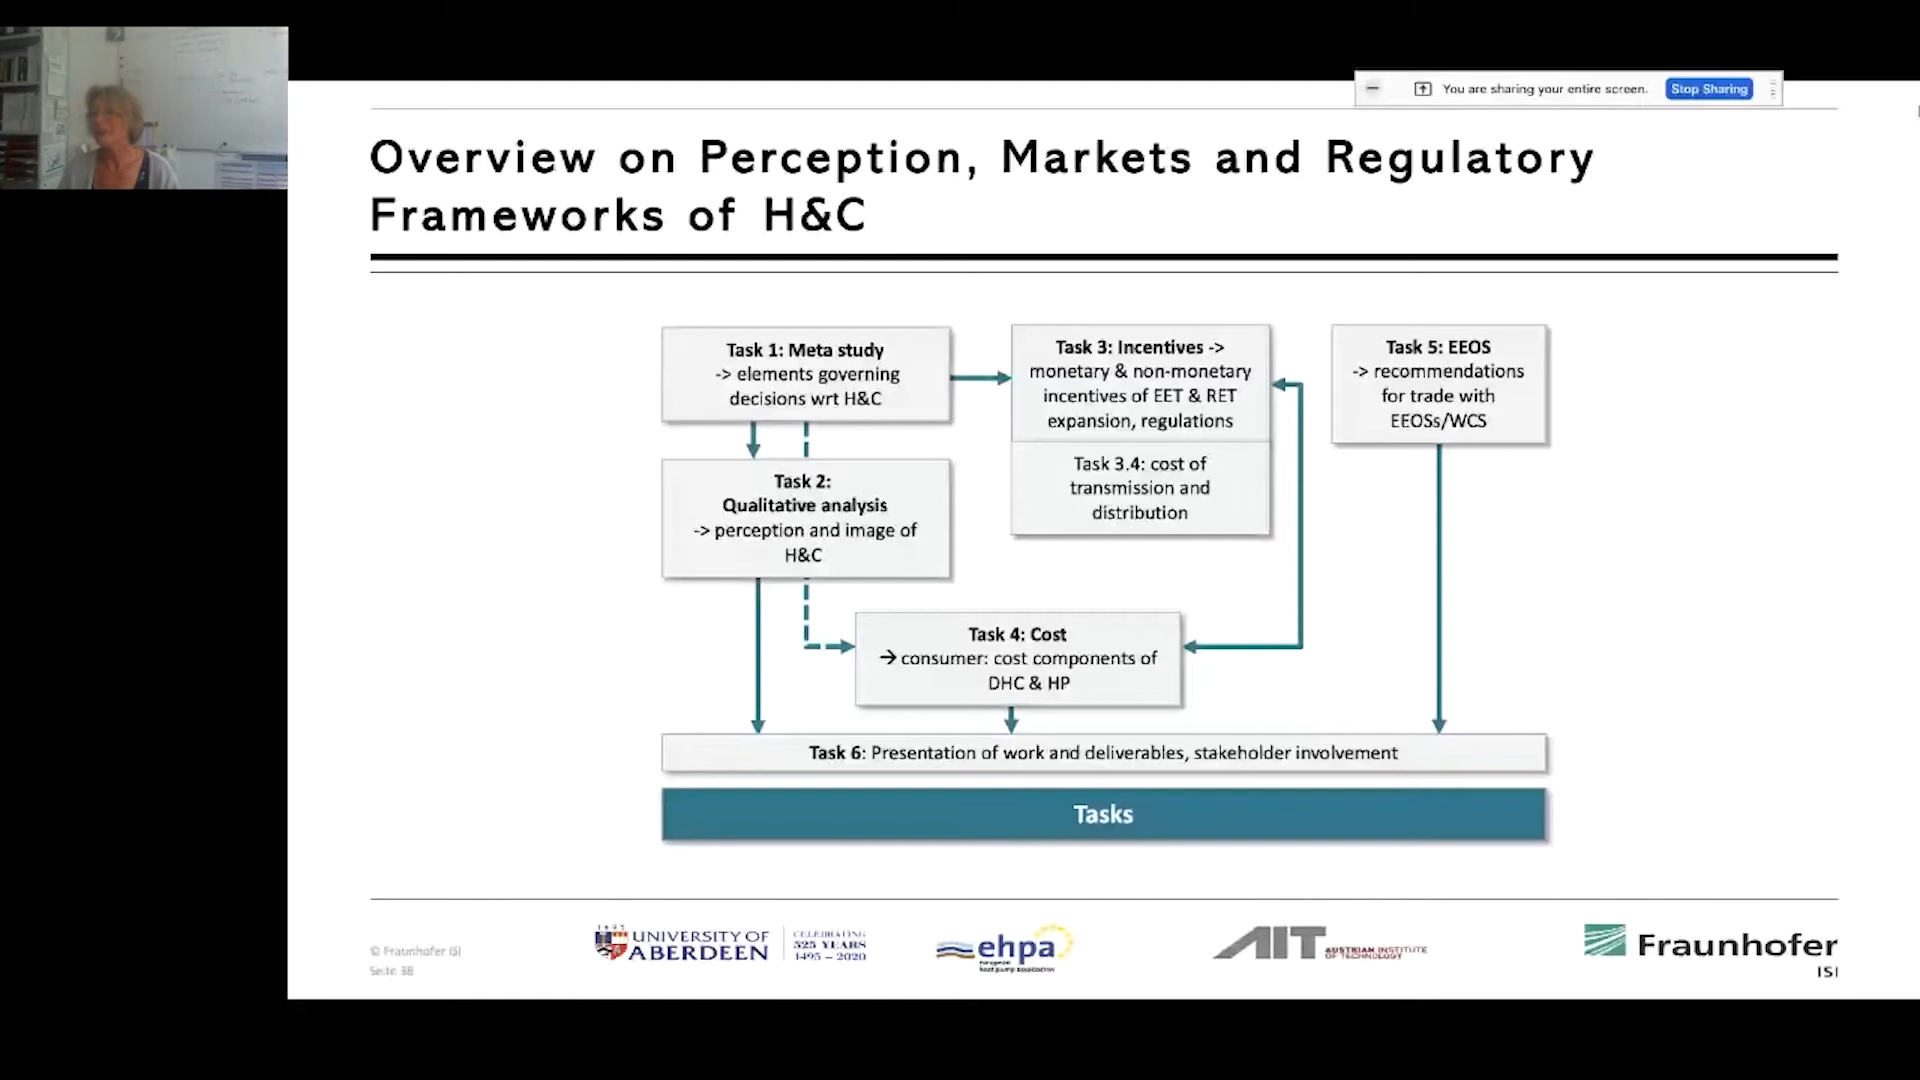 You are sharing your entire screen.
Stop Sharing
Overview on Perception, Markets and Regulatory
Frameworks of H&C
Task 1: Meta study
-> elements governing
decisions wrt H&C
Task 2:
Qualitative analysis
-> perception and image of
H&C
Task 3: Incentives ->
monetary & non-monetary
incentives of EET & RET
expansion, regulations
Task 3.4: cost of
transmission and
distribution
Task 5: EEOS
-> recommendations
for trade with
EEOSs/WCS
Task 4: Cost
→ consumer: cost components of
DHC & HP
Task 6: Presentation of work and deliverables, stakeholder involvement
Tasks
© Fraunhofer ISI
Seite 38
1495
UNIVERSITY OF
ABERDEEN
CELEBRATING
525 YEARS
1495 – 2020
ehpa
european
heat pump association
AIT
AUSTRIAN INSTITUTE
OF TECHNOLOGY
Fraunhofer
ISI